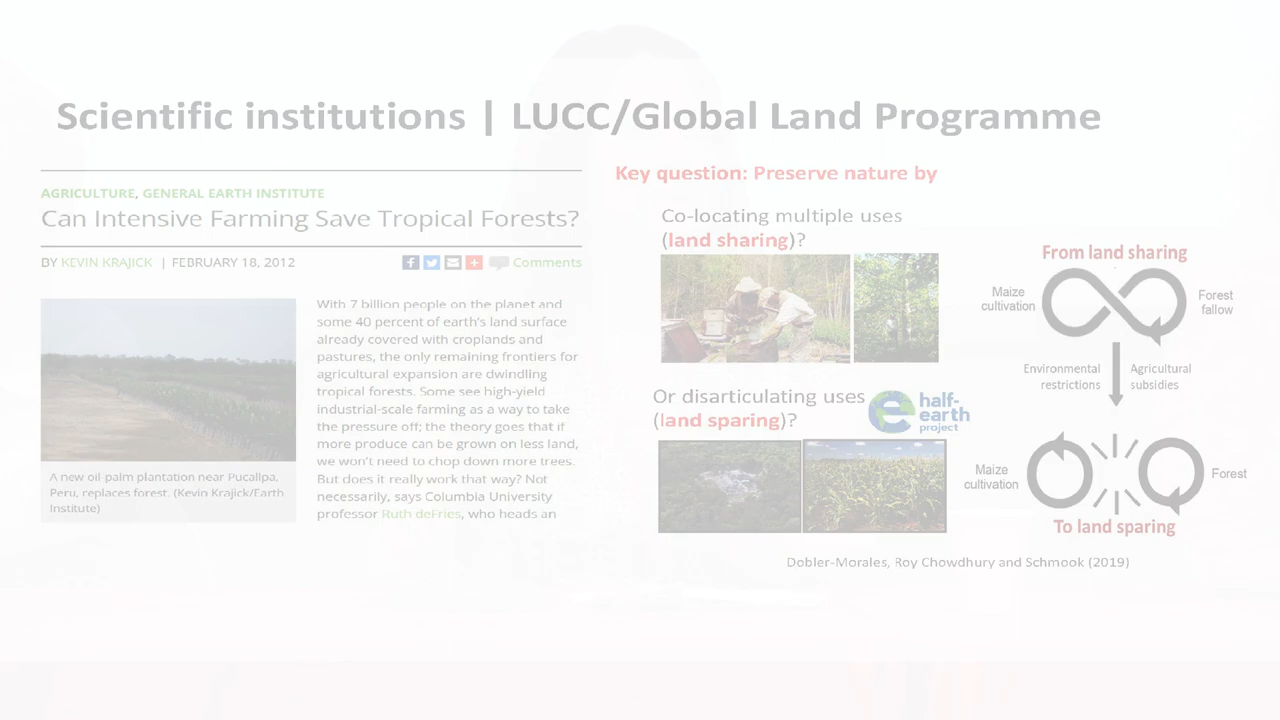 Scientific institutions | LUCC/Global Land Programme
AGRICULTURE, GENERAL EARTH INSTITUTE
Can Intensive Farming Save Tropical Forests?
BY KEVIN KRAJICK | FEBRUARY 18, 2012
Comments
A new oil palm plantation near Pucallpa,
Peru, replaces forest. (Kevin Krajick/Earth
Institute)
With 7 billion people on the planet and
some 40 percent of earth's land surface
already covered with croplands and
pastures, the only remaining frontiers for
agricultural expansion are dwindling
tropical forests. Some see high-yield
industrial-scale farming as a way to take
the pressure off; the theory goes that if
more produce can be grown on less land,
we won't need to chop down more trees.
But does it really work that way? Not
necessarily, says Columbia University
professor Ruth deFries, who heads an
Key question: Preserve nature by
Co-locating multiple uses
(land sharing)?
Or disarticulating uses
(land sparing)?
half-
earth
project
From land sharing
Maize
cultivation
Forest
fallow
Environmental
restrictions
Agricultural
subsidies
Maize
cultivation
Forest
To land sparing
Dobler-Morales, Roy Chowdhury and Schmook (2019)